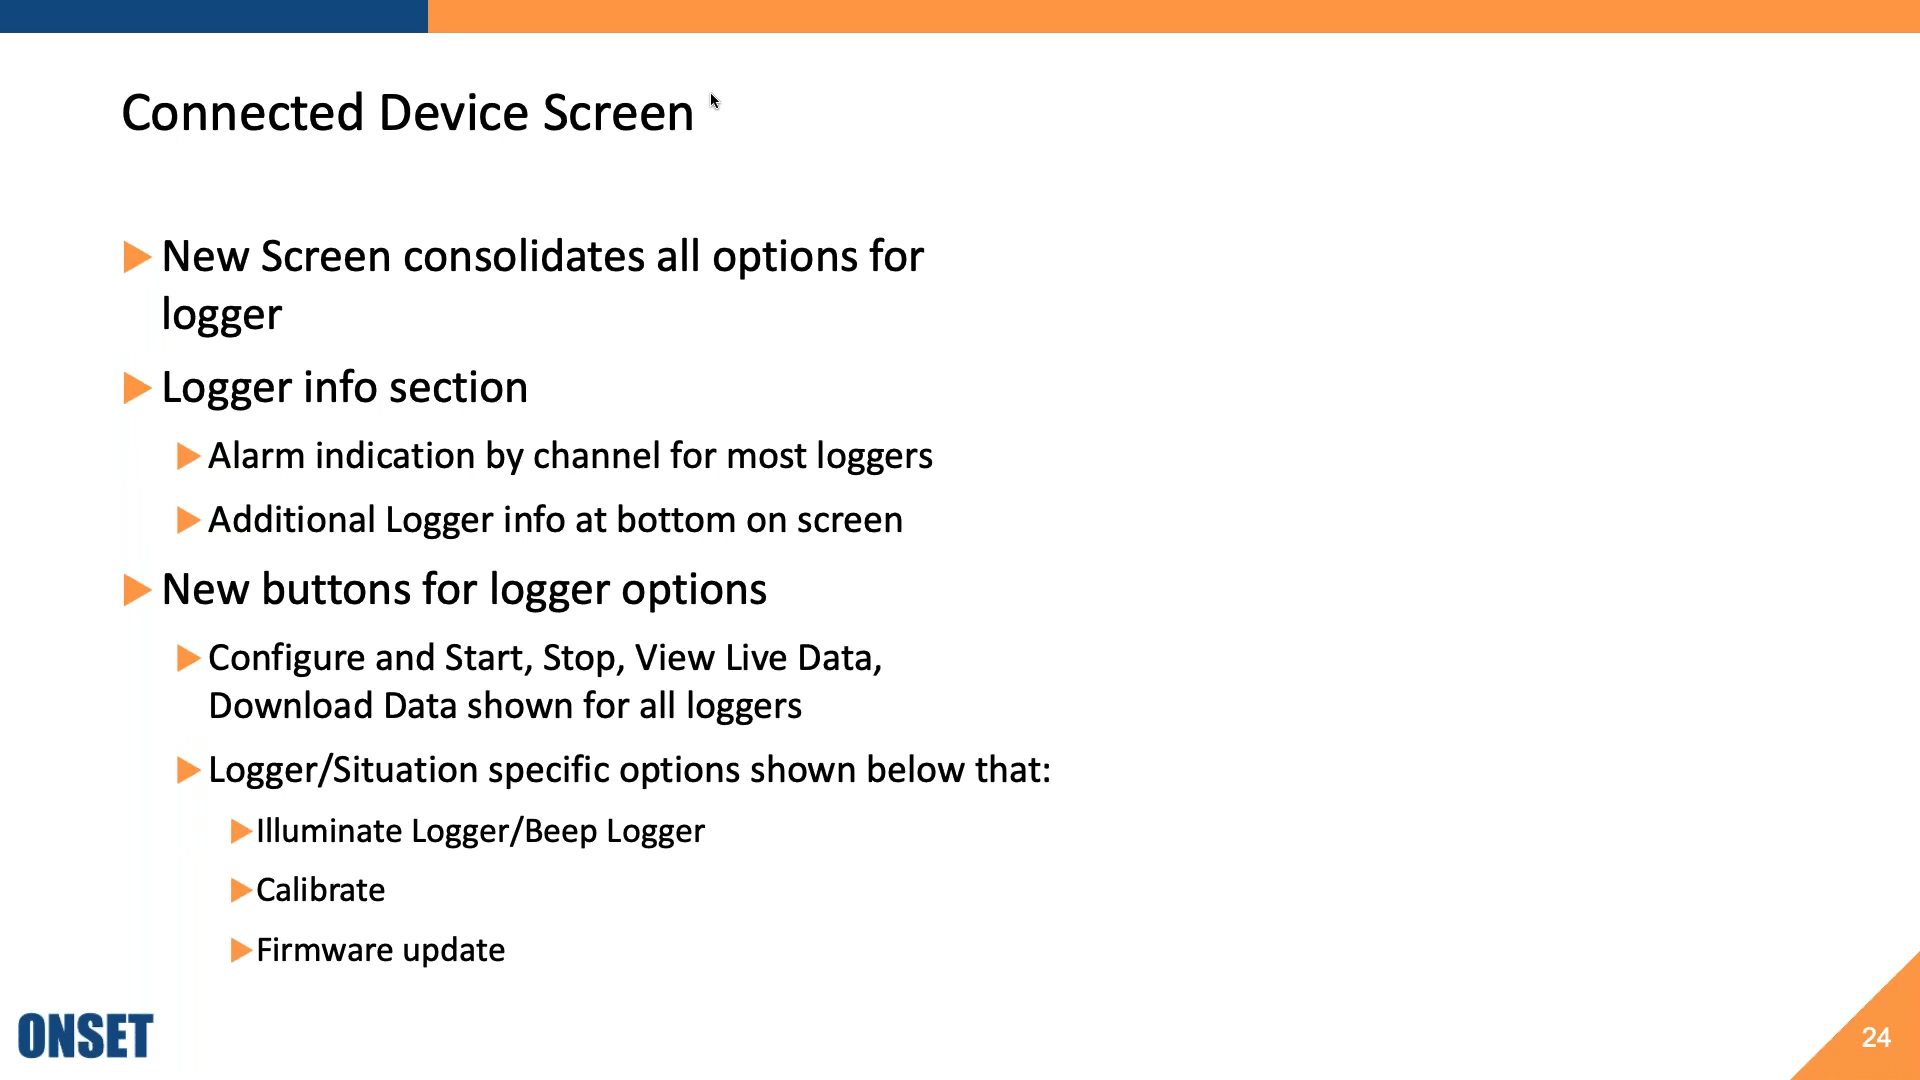 Connected Device Screen
New Screen consolidates all options for
logger
Logger info section
Alarm indication by channel for most loggers
Additional Logger info at bottom on screen
New buttons for logger options
Configure and Start, Stop, View Live Data,
Download Data shown for all loggers
Logger/Situation specific options shown below that:
Illuminate Logger/Beep Logger
Calibrate
Firmware update
ONSET
24